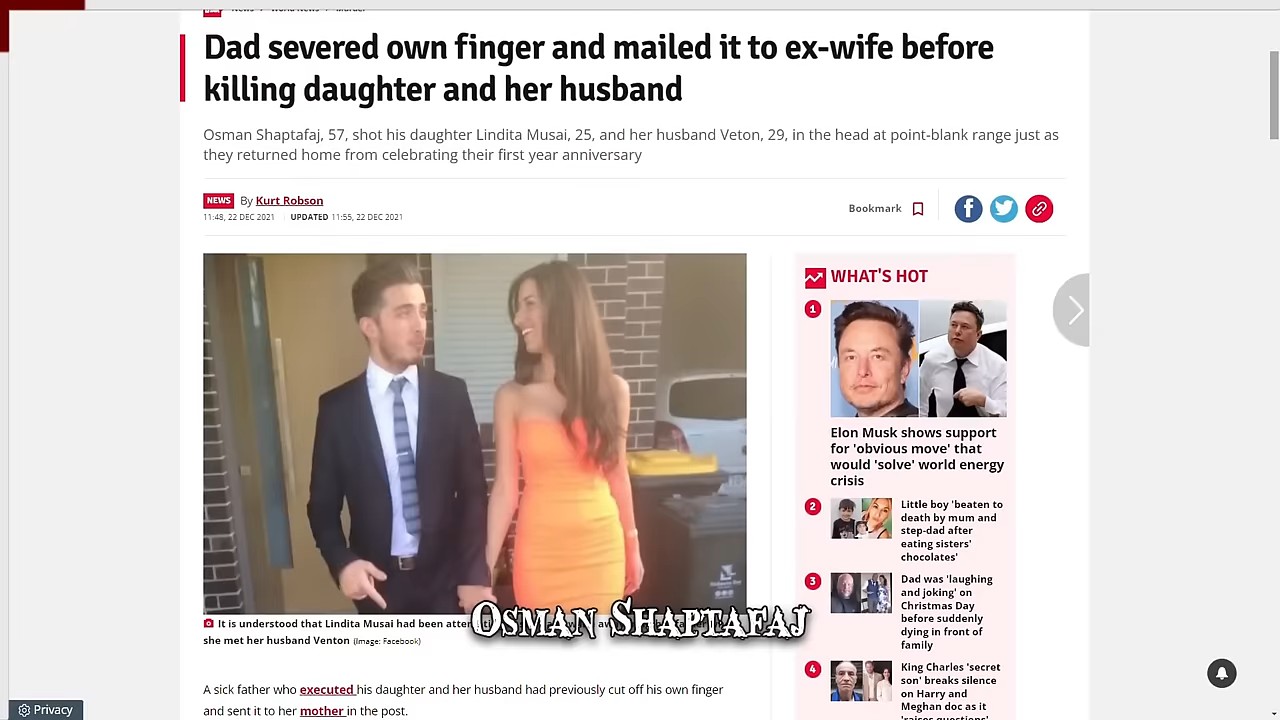 Dad severed own finger and mailed it to ex-wife before
killing daughter and her husband
Osman Shaptafaj, 57, shot his daughter Lindita Musai, 25, and her husband Veton, 29, in the head at point-blank range just as
they returned home from celebrating their first year anniversary
NEWS By Kurt Robson
11:48, 22 DEC 2021 UPDATED 11:55, 22 DEC 2021
Bookmark
It is understood that Lindita Musai had been atten
she met her husband Venton (Image: Facebook)
Osman Shaptafaj
A sick father who executed his daughter and her husband had previously cut off his own finger
and sent it to her mother in the post.
WHAT'S HOT
1
Elon Musk shows support
for 'obvious move' that
would 'solve' world energy
crisis
2
Little boy 'beaten to
death by mum and
step-dad after
eating sisters'
chocolates'
3
Dad was 'laughing
and joking' on
Christmas Day
before suddenly
dying in front of
family
4
King Charles 'secret
son' breaks silence
on Harry and
Meghan doc as it
'raises questions'
Privacy